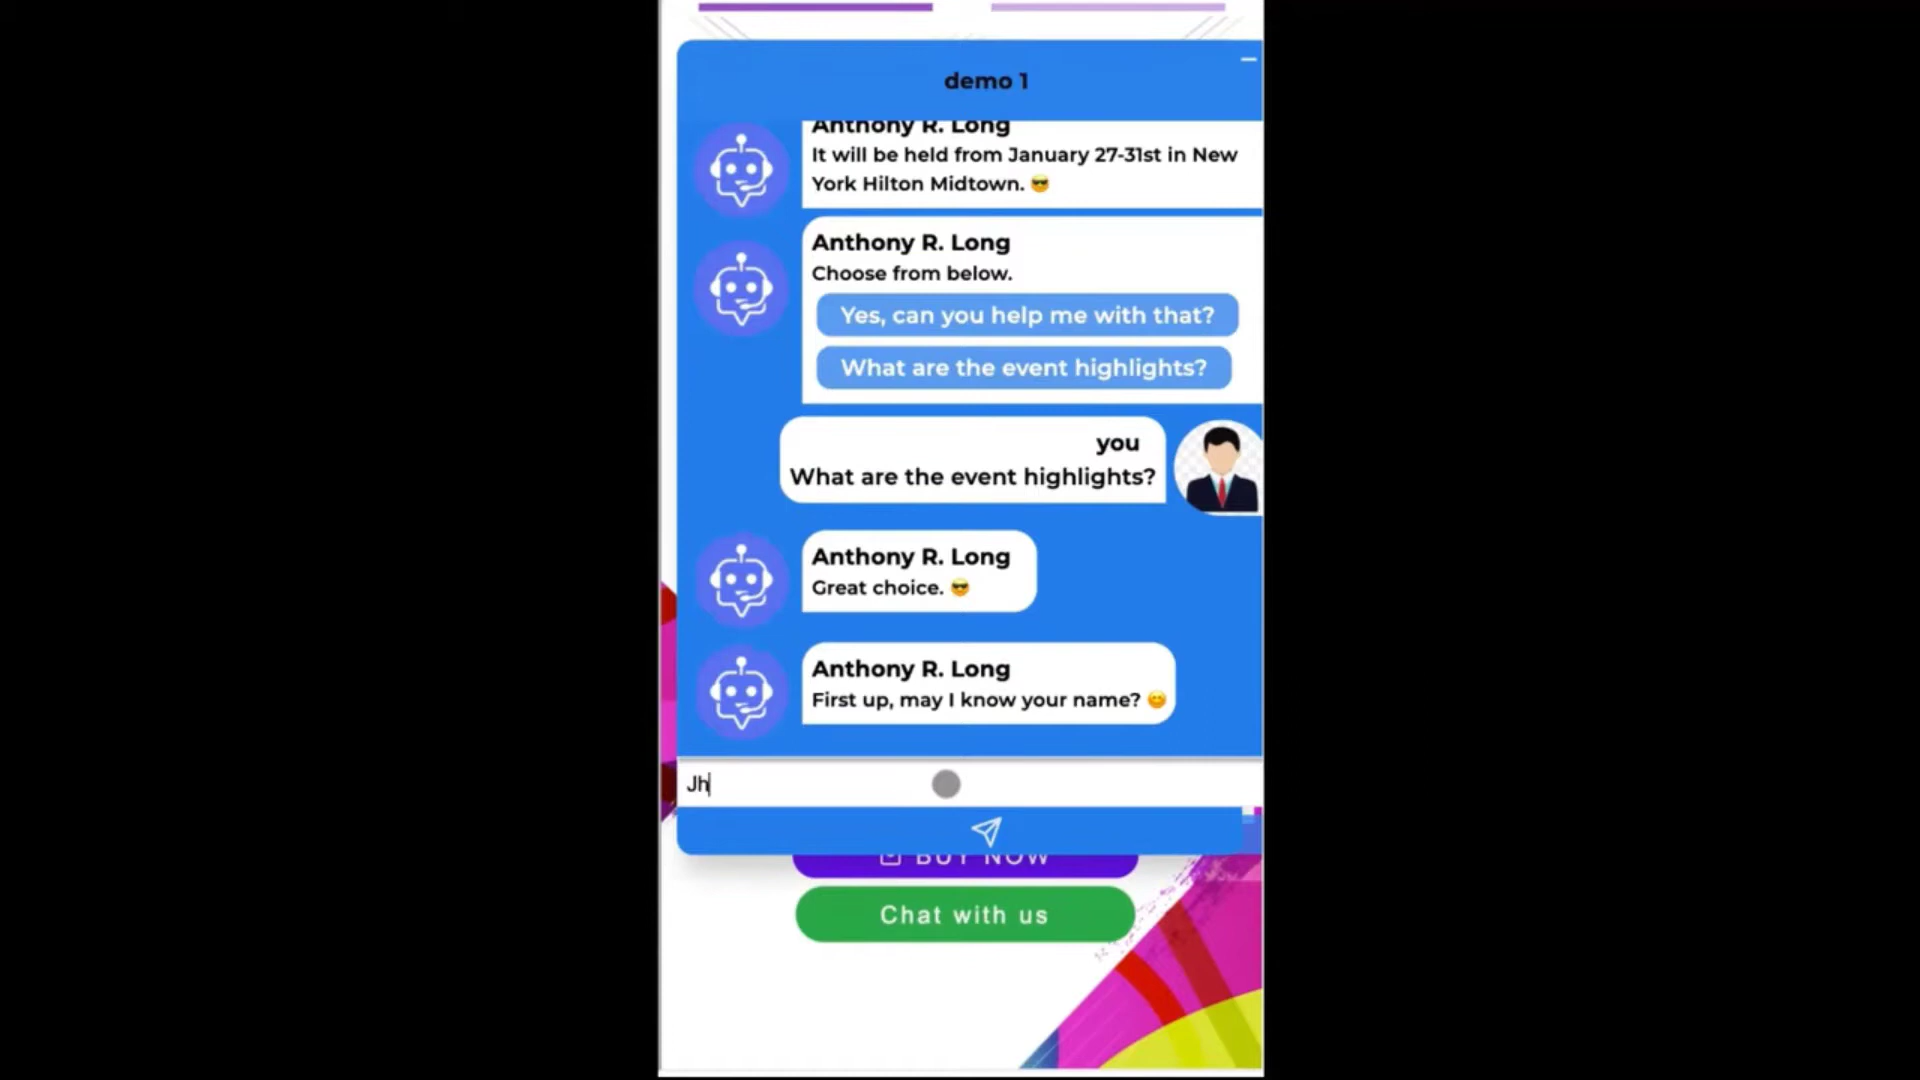 demo 1
Anthony R. Long
It will be held from January 27-31st in New
York Hilton Midtown. 😎
Anthony R. Long
Choose from below.
Yes, can you help me with that?
What are the event highlights?
you
What are the event highlights?
Anthony R. Long
Great choice. 😎
Anthony R. Long
First up, may I know your name? 😊
Jh
BUY NOW
Chat with us